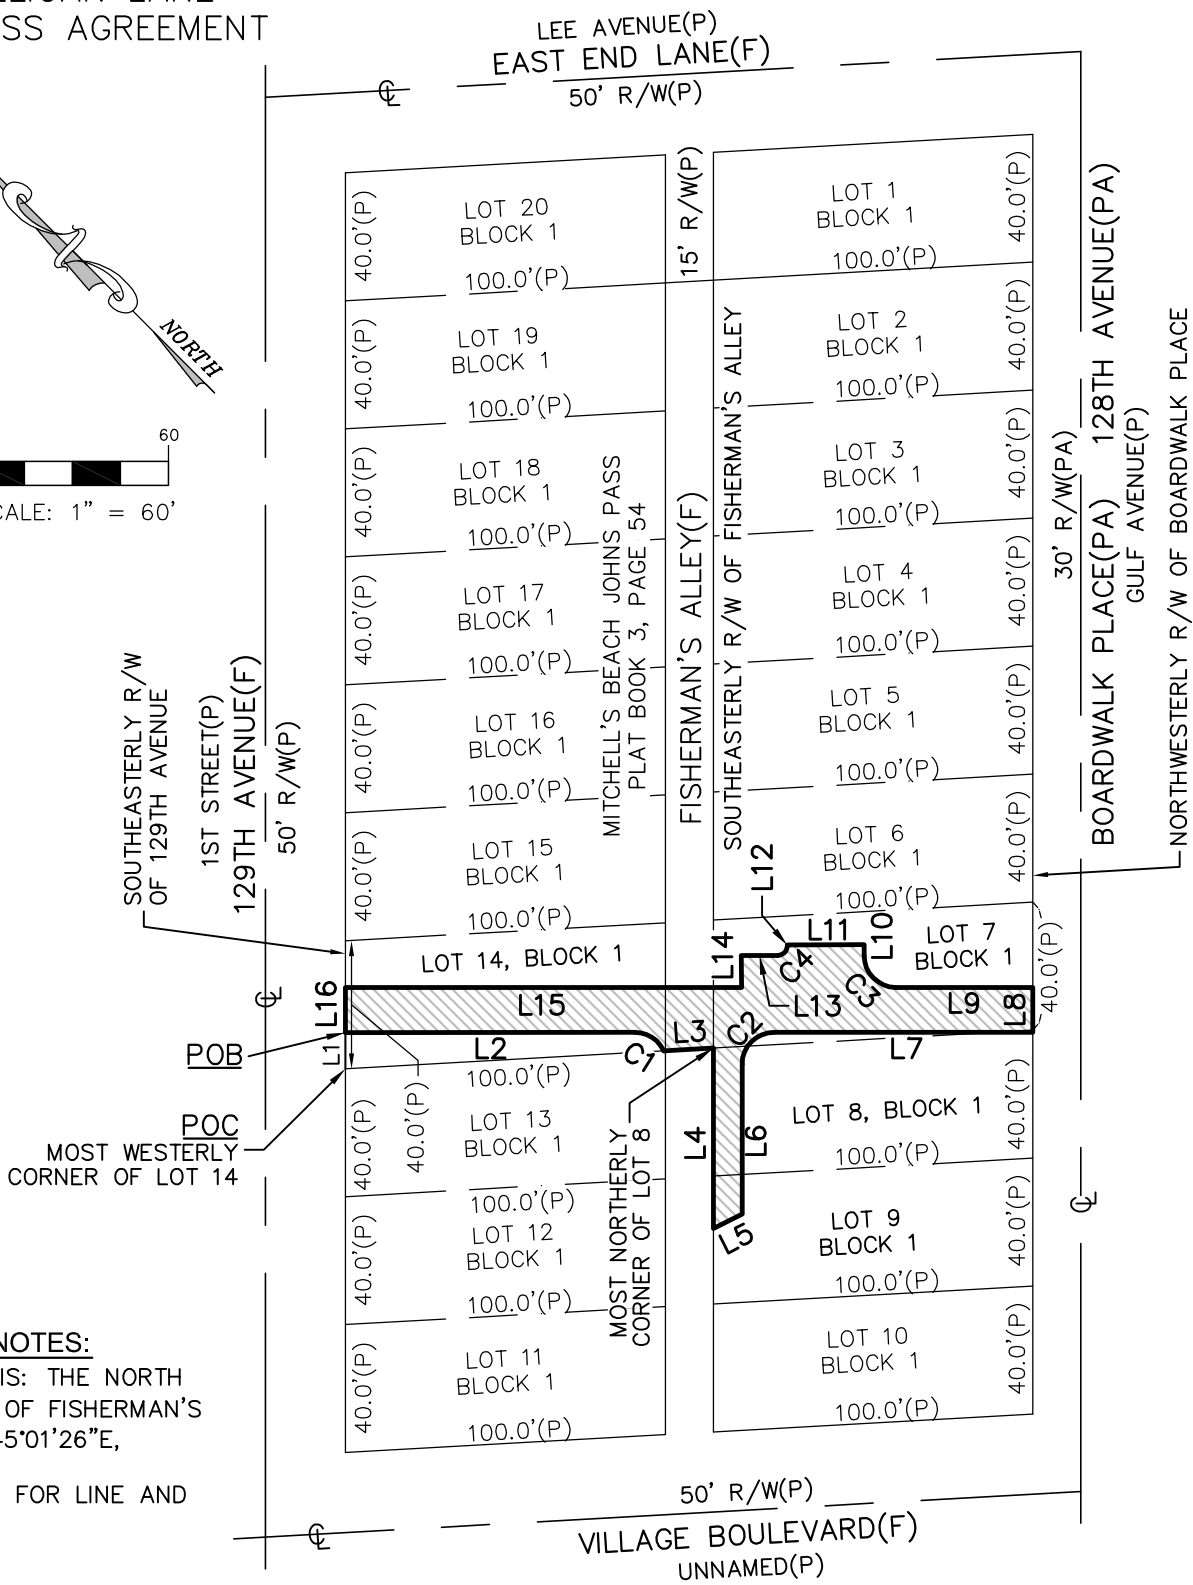 SS AGREEMENT
LEE AVENUE(P)
EAST END LANE(F)
50' R/W(P)
℄
NORTH
60
SCALE: 1" = 60'
LOT 20
BLOCK 1
40.0'(P)
100.0'(P)
LOT 19
BLOCK 1
40.0'(P)
100.0'(P)
LOT 18
BLOCK 1
40.0'(P)
100.0'(P)
LOT 17
BLOCK 1
40.0'(P)
100.0'(P)
LOT 16
BLOCK 1
40.0'(P)
100.0'(P)
LOT 15
BLOCK 1
40.0'(P)
100.0'(P)
LOT 14, BLOCK 1
15' R/W(P)
FISHERMAN'S ALLEY(F)
MITCHELL'S BEACH JOHNS PASS
PLAT BOOK 3, PAGE 54
SOUTHEASTERLY R/W OF FISHERMAN'S ALLEY
LOT 1
BLOCK 1
40.0'(P)
100.0'(P)
LOT 2
BLOCK 1
40.0'(P)
100.0'(P)
LOT 3
BLOCK 1
40.0'(P)
100.0'(P)
LOT 4
BLOCK 1
40.0'(P)
100.0'(P)
LOT 5
BLOCK 1
40.0'(P)
100.0'(P)
LOT 6
BLOCK 1
40.0'(P)
100.0'(P)
LOT 7
BLOCK 1
40.0'(P)
30' R/W(PA)
BOARDWALK PLACE(PA) 128TH AVENUE(PA)
GULF AVENUE(P)
NORTHWESTERLY R/W OF BOARDWALK PLACE
SOUTHEASTERLY R/W
OF 129TH AVENUE
1ST STREET(P)
129TH AVENUE(F)
50' R/W(P)
℄
L12
L14
L11
L10
C4
C3
L13
L16
L15
L9
L8
L1
L2
C1
L3
C2
L7
L4
L6
L5
POB
POC
MOST WESTERLY
CORNER OF LOT 14
40.0'(P)
MOST NORTHERLY
CORNER OF LOT 8
100.0'(P)
LOT 13
BLOCK 1
40.0'(P)
100.0'(P)
LOT 12
BLOCK 1
40.0'(P)
100.0'(P)
LOT 11
BLOCK 1
40.0'(P)
100.0'(P)
LOT 8, BLOCK 1
40.0'(P)
100.0'(P)
LOT 9
BLOCK 1
40.0'(P)
100.0'(P)
LOT 10
BLOCK 1
40.0'(P)
100.0'(P)
℄
NOTES:
IS: THE NORTH
OF FISHERMAN'S
5°01'26"E,
FOR LINE AND
50' R/W(P)
℄
VILLAGE BOULEVARD(F)
UNNAMED(P)